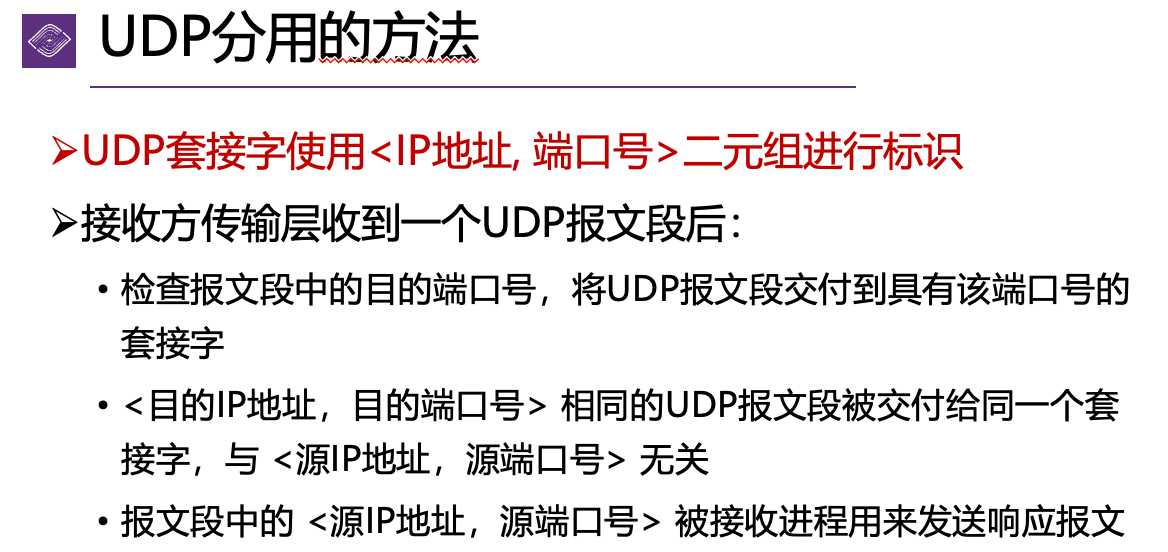 UDP分用的方法
➢UDP套接字使用<IP地址, 端口号>二元组进行标识
➢接收方传输层收到一个UDP报文段后：
• 检查报文段中的目的端口号，将UDP报文段交付到具有该端口号的
套接字
• <目的IP地址，目的端口号> 相同的UDP报文段被交付给同一个套
接字，与 <源IP地址，源端口号> 无关
• 报文段中的 <源IP地址，源端口号> 被接收进程用来发送响应报文